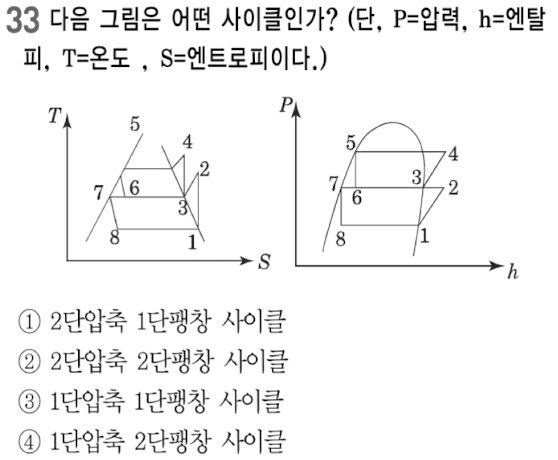 33 다음 그림은 어떤 사이클인가? (단, P=압력, h=엔탈
피, T=온도 , S=엔트로피이다.)
T
5
4
2
7
6
3
8
1
S
P
5
4
7
3
2
6
8
1
h
① 2단압축 1단팽창 사이클
② 2단압축 2단팽창 사이클
③ 1단압축 1단팽창 사이클
④ 1단압축 2단팽창 사이클